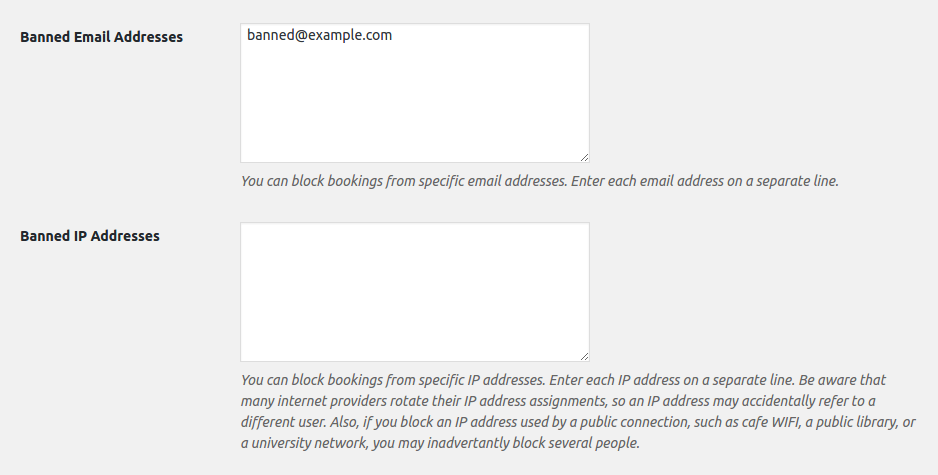 Banned Email Addresses
banned@example.com
You can block bookings from specific email addresses. Enter each email address on a separate line.
Banned IP Addresses
You can block bookings from specific IP addresses. Enter each IP address on a separate line. Be aware that
many internet providers rotate their IP address assignments, so an IP address may accidentally refer to a
different user. Also, if you block an IP address used by a public connection, such as cafe WIFI, a public library, or
a university network, you may inadvertantly block several people.